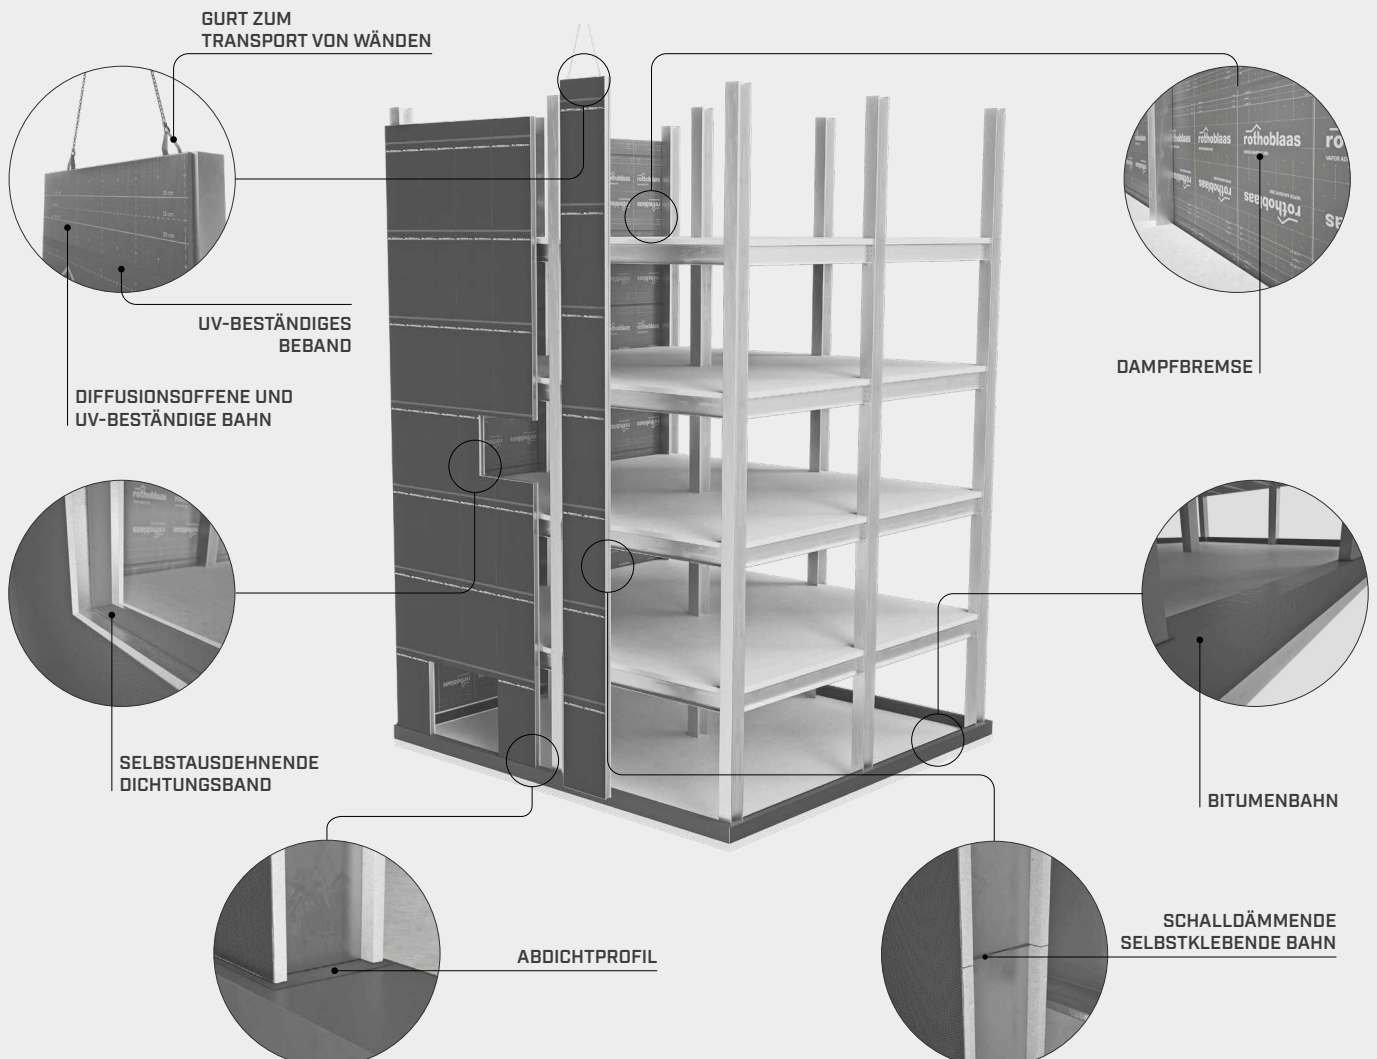 GURT ZUM
TRANSPORT VON WÄNDEN
UV-BESTÄNDIGES
BEBAND
DIFFUSIONSOFFENE UND
UV-BESTÄNDIGE BAHN
rothoblaas
rothoblaas
rothoblaas
DAMPFBREMSE
SELBSTAUSDEHNENDE
DICHTUNGSBAND
BITUMENBAHN
ABDICHTPROFIL
SCHALLDÄMMENDE
SELBSTKLEBENDE BAHN